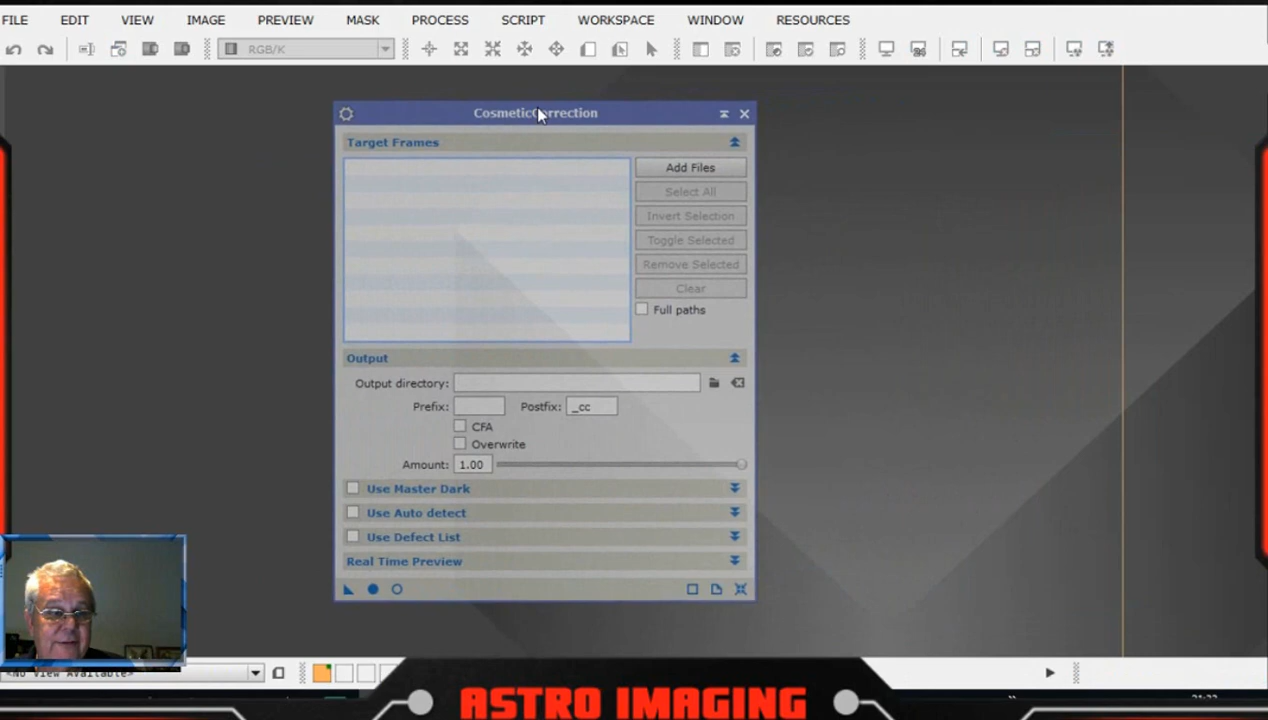 FILE EDIT VIEW IMAGE PREVIEW MASK PROCESS SCRIPT WORKSPACE WINDOW RESOURCES
RGB/K
CosmeticCorrection
Target Frames
Add Files
Select All
Invert Selection
Toggle Selected
Remove Selected
Clear
Full paths
Output
Output directory:
Prefix: Postfix: _cc
CFA
Overwrite
Amount: 1.00
Use Master Dark
Use Auto detect
Use Defect List
Real Time Preview
<No View Available>
ASTRO IMAGING